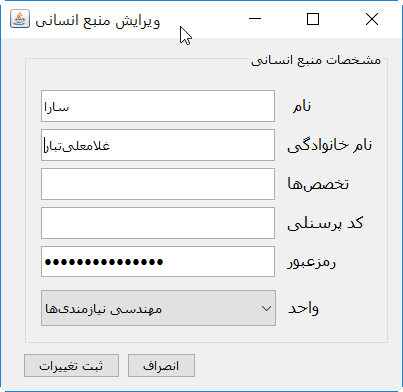 ویرایش منبع انسانی
مشخصات منبع انسانی
نام سارا
نام خانوادگی غلامعلی‌تبار
تخصص‌ها
کد پرسنلی
رمزعبور •••••••••••••••
واحد مهندسی نیازمندی‌ها
انصراف ثبت تغییرات